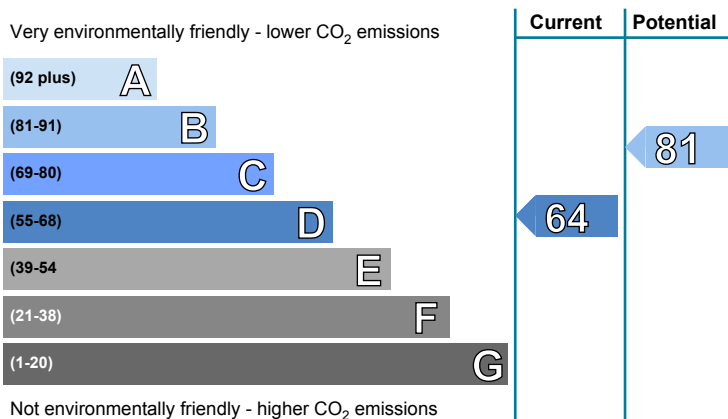 Current Potential
Very environmentally friendly - lower CO2 emissions
(92 plus) A
(81-91) B
81
(69-80) C
(55-68) D
64
(39-54 E
(21-38) F
(1-20) G
Not environmentally friendly - higher CO2 emissions